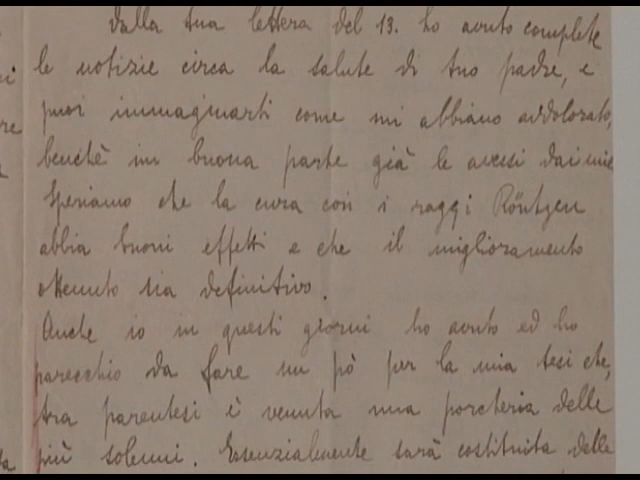 Dalla tua lettera del 13. ho avuto complete
le notizie circa la salute di tuo padre, e
puoi immaginarti come mi abbiano addolorato,
benchè in buona parte già le avessi dai miei
Speriamo che la cura con i raggi Röntgen
abbia buoni effetti e che il miglioramento
ottenuto sia definitivo.
Anche io in questi giorni ho avuto ed ho
parecchio da fare un pò per la mia tesi che,
tra parentesi è venuta una porcheria delle
più solenni. Essenzialmente sarà costituita delle